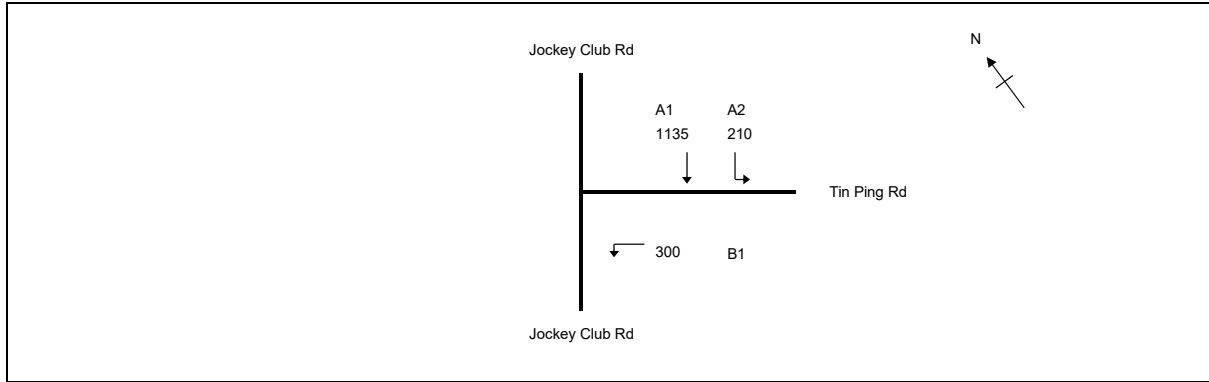 N
Jockey Club Rd
A1 A2
1135 210
Tin Ping Rd
300 B1
Jockey Club Rd